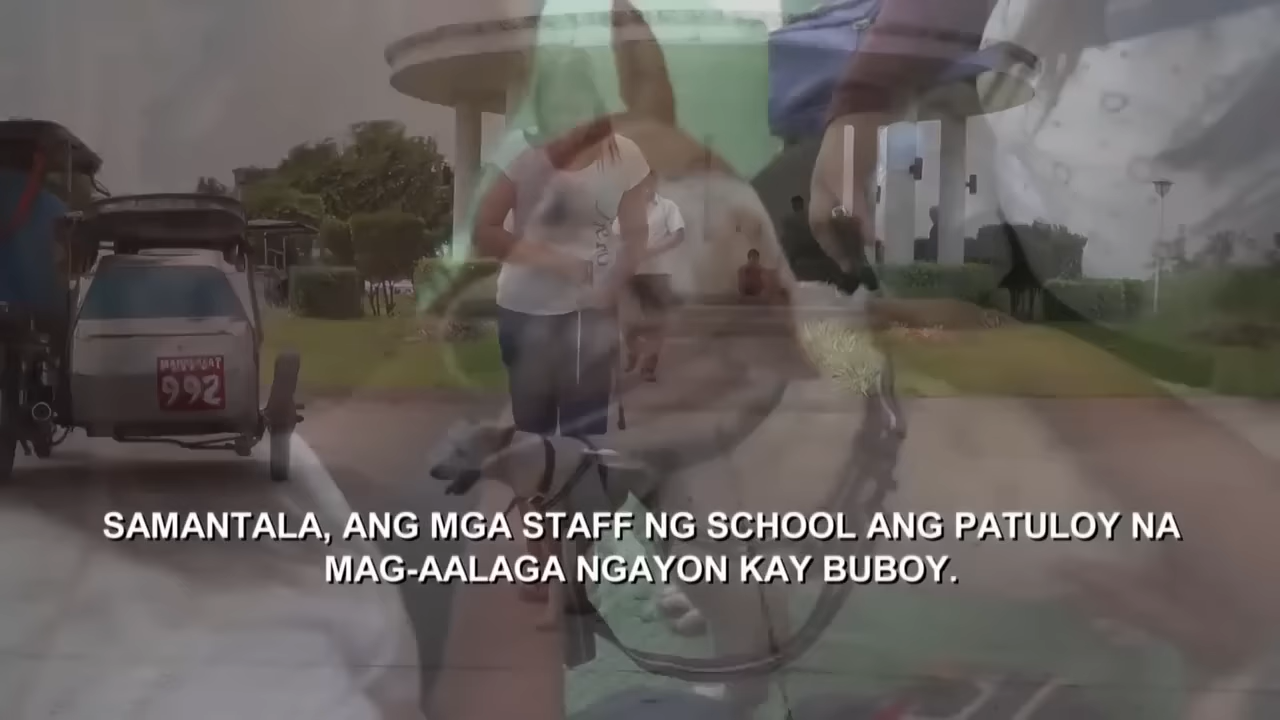 992
SAMANTALA, ANG MGA STAFF NG SCHOOL ANG PATULOY NA
MAG-AALAGA NGAYON KAY BUBOY.